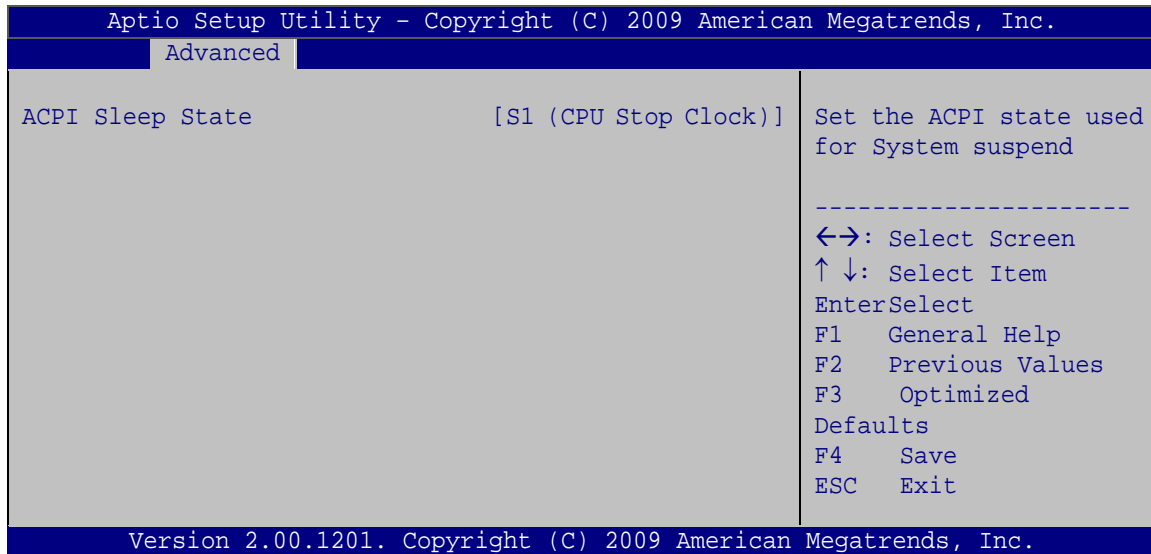 Aptio Setup Utility – Copyright (C) 2009 American Megatrends, Inc.
Advanced
ACPI Sleep State [S1 (CPU Stop Clock)]
Set the ACPI state used
for System suspend
----------------------
←→: Select Screen
↑ ↓: Select Item
EnterSelect
F1 General Help
F2 Previous Values
F3 Optimized
Defaults
F4 Save
ESC Exit
Version 2.00.1201. Copyright (C) 2009 American Megatrends, Inc.